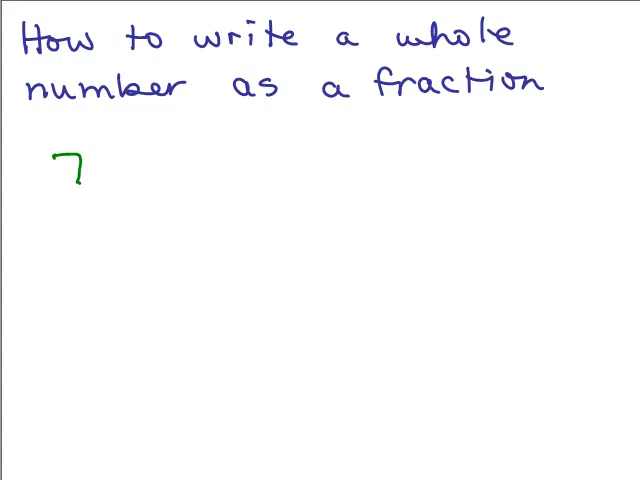 How to write a whole
number as a fraction
7